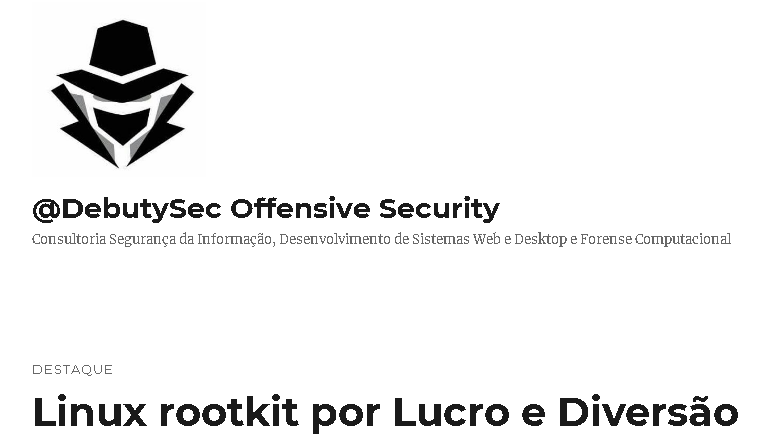 @DebutySec Offensive Security
Consultoria Segurança da Informação, Desenvolvimento de Sistemas Web e Desktop e Forense Computacional
DESTAQUE
Linux rootkit por Lucro e Diversão